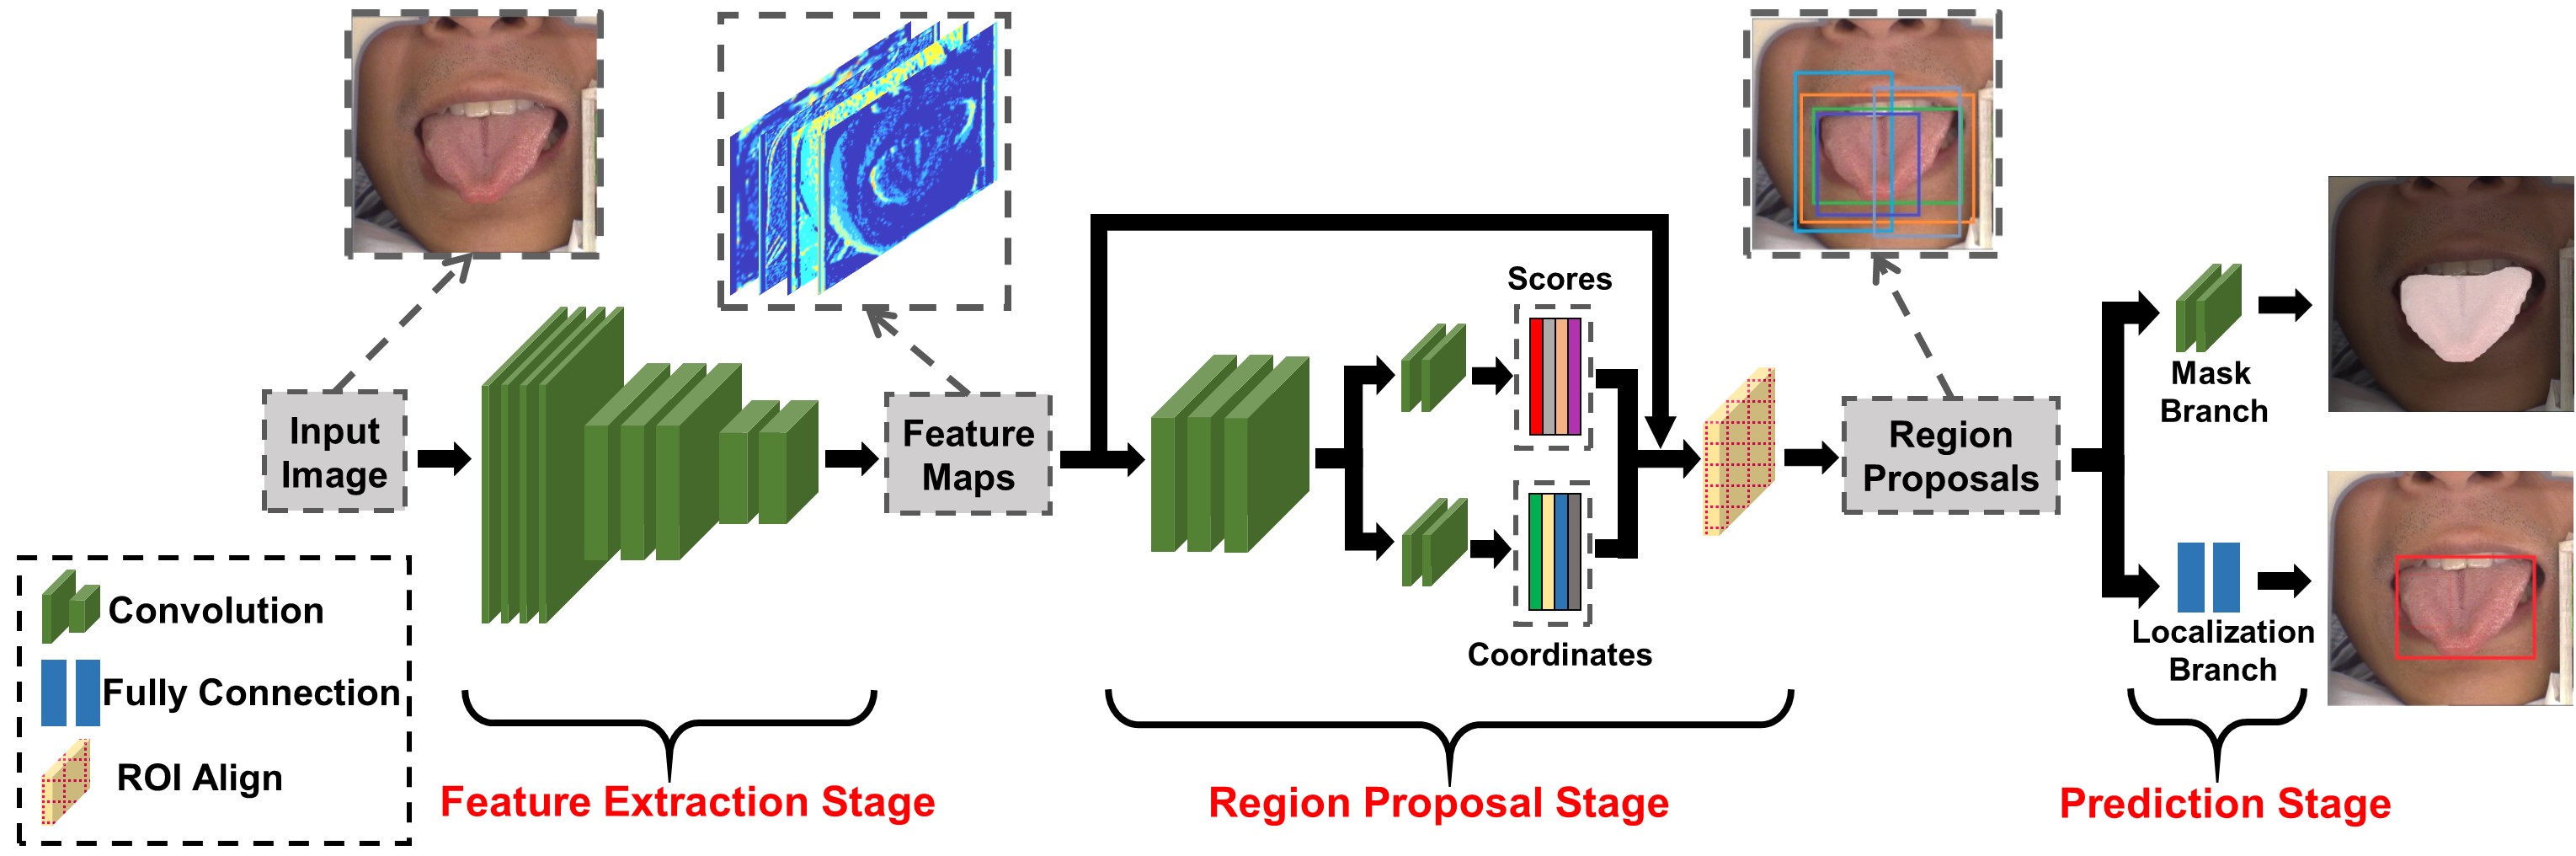 Input
Image
Feature
Maps
Scores
Coordinates
Region
Proposals
Mask
Branch
Localization
Branch
Convolution
Fully Connection
ROI Align
Feature Extraction Stage
Region Proposal Stage
Prediction Stage